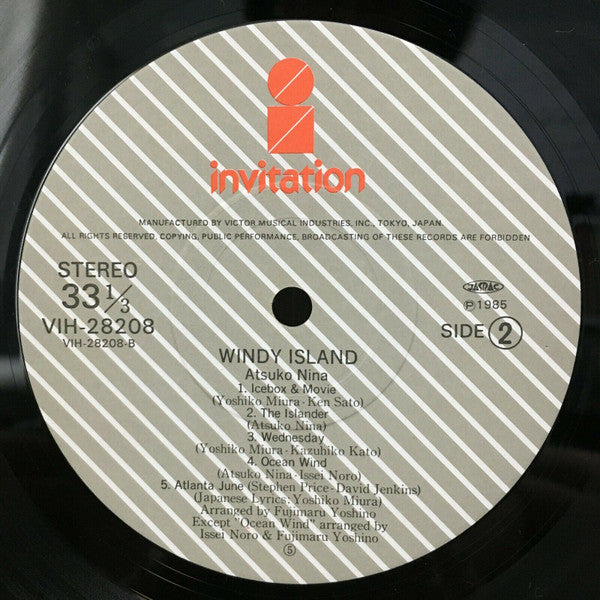 invitation
MANUFACTURED BY VICTOR MUSICAL INDUSTRIES, INC., TOKYO, JAPAN.
ALL RIGHTS RESERVED. COPYING, PUBLIC PERFORMANCE, BROADCASTING OF THESE RECORDS ARE FORBIDDEN
STEREO
33 1/3
VIH-28208
VIH-28208-B
JASRAC
Ⓟ1985
SIDE ②
WINDY ISLAND
Atsuko Nina
1. Icebox & Movie
(Yoshiko Miura・Ken Sato)
2. The Islander
(Atsuko Nina)
3. Wednesday
(Yoshiko Miura・Kazuhiko Kato)
4. Ocean Wind
(Atsuko Nina・Issei Noro)
5. Atlanta June (Stephen Price・David Jenkins)
(Japanese Lyrics: Yoshiko Miura)
Arranged by Fujimaru Yoshino
Except "Ocean Wind" arranged by
Issei Noro & Fujimaru Yoshino
⑤